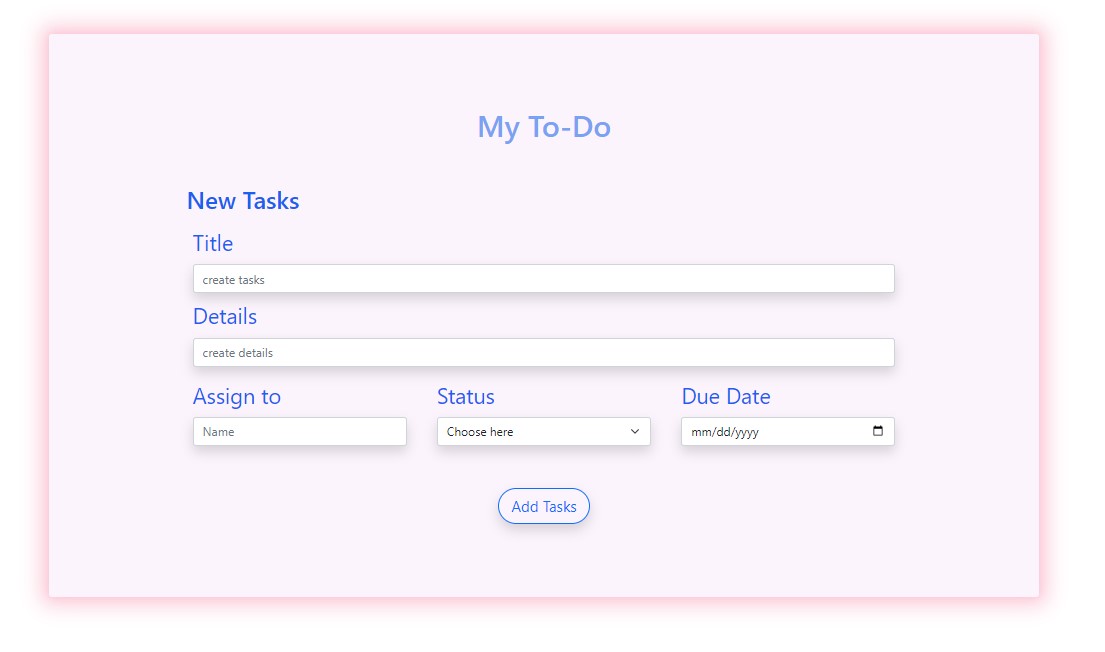 My To-Do
New Tasks
Title
create tasks
Details
create details
Assign to Status Due Date
Name Choose here mm/dd/yyyy
Add Tasks